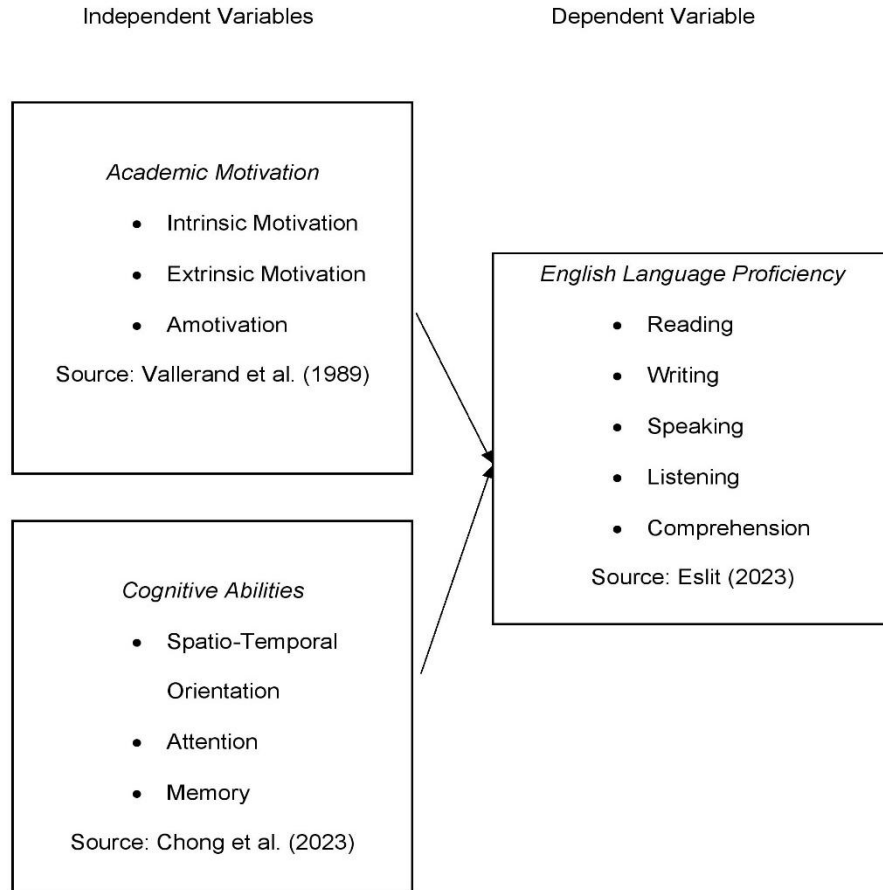 Independent Variables
Dependent Variable
Academic Motivation
• Intrinsic Motivation
• Extrinsic Motivation
• Amotivation
Source: Vallerand et al. (1989)
Cognitive Abilities
• Spatio-Temporal
Orientation
• Attention
• Memory
Source: Chong et al. (2023)
English Language Proficiency
• Reading
• Writing
• Speaking
• Listening
• Comprehension
Source: Eslit (2023)